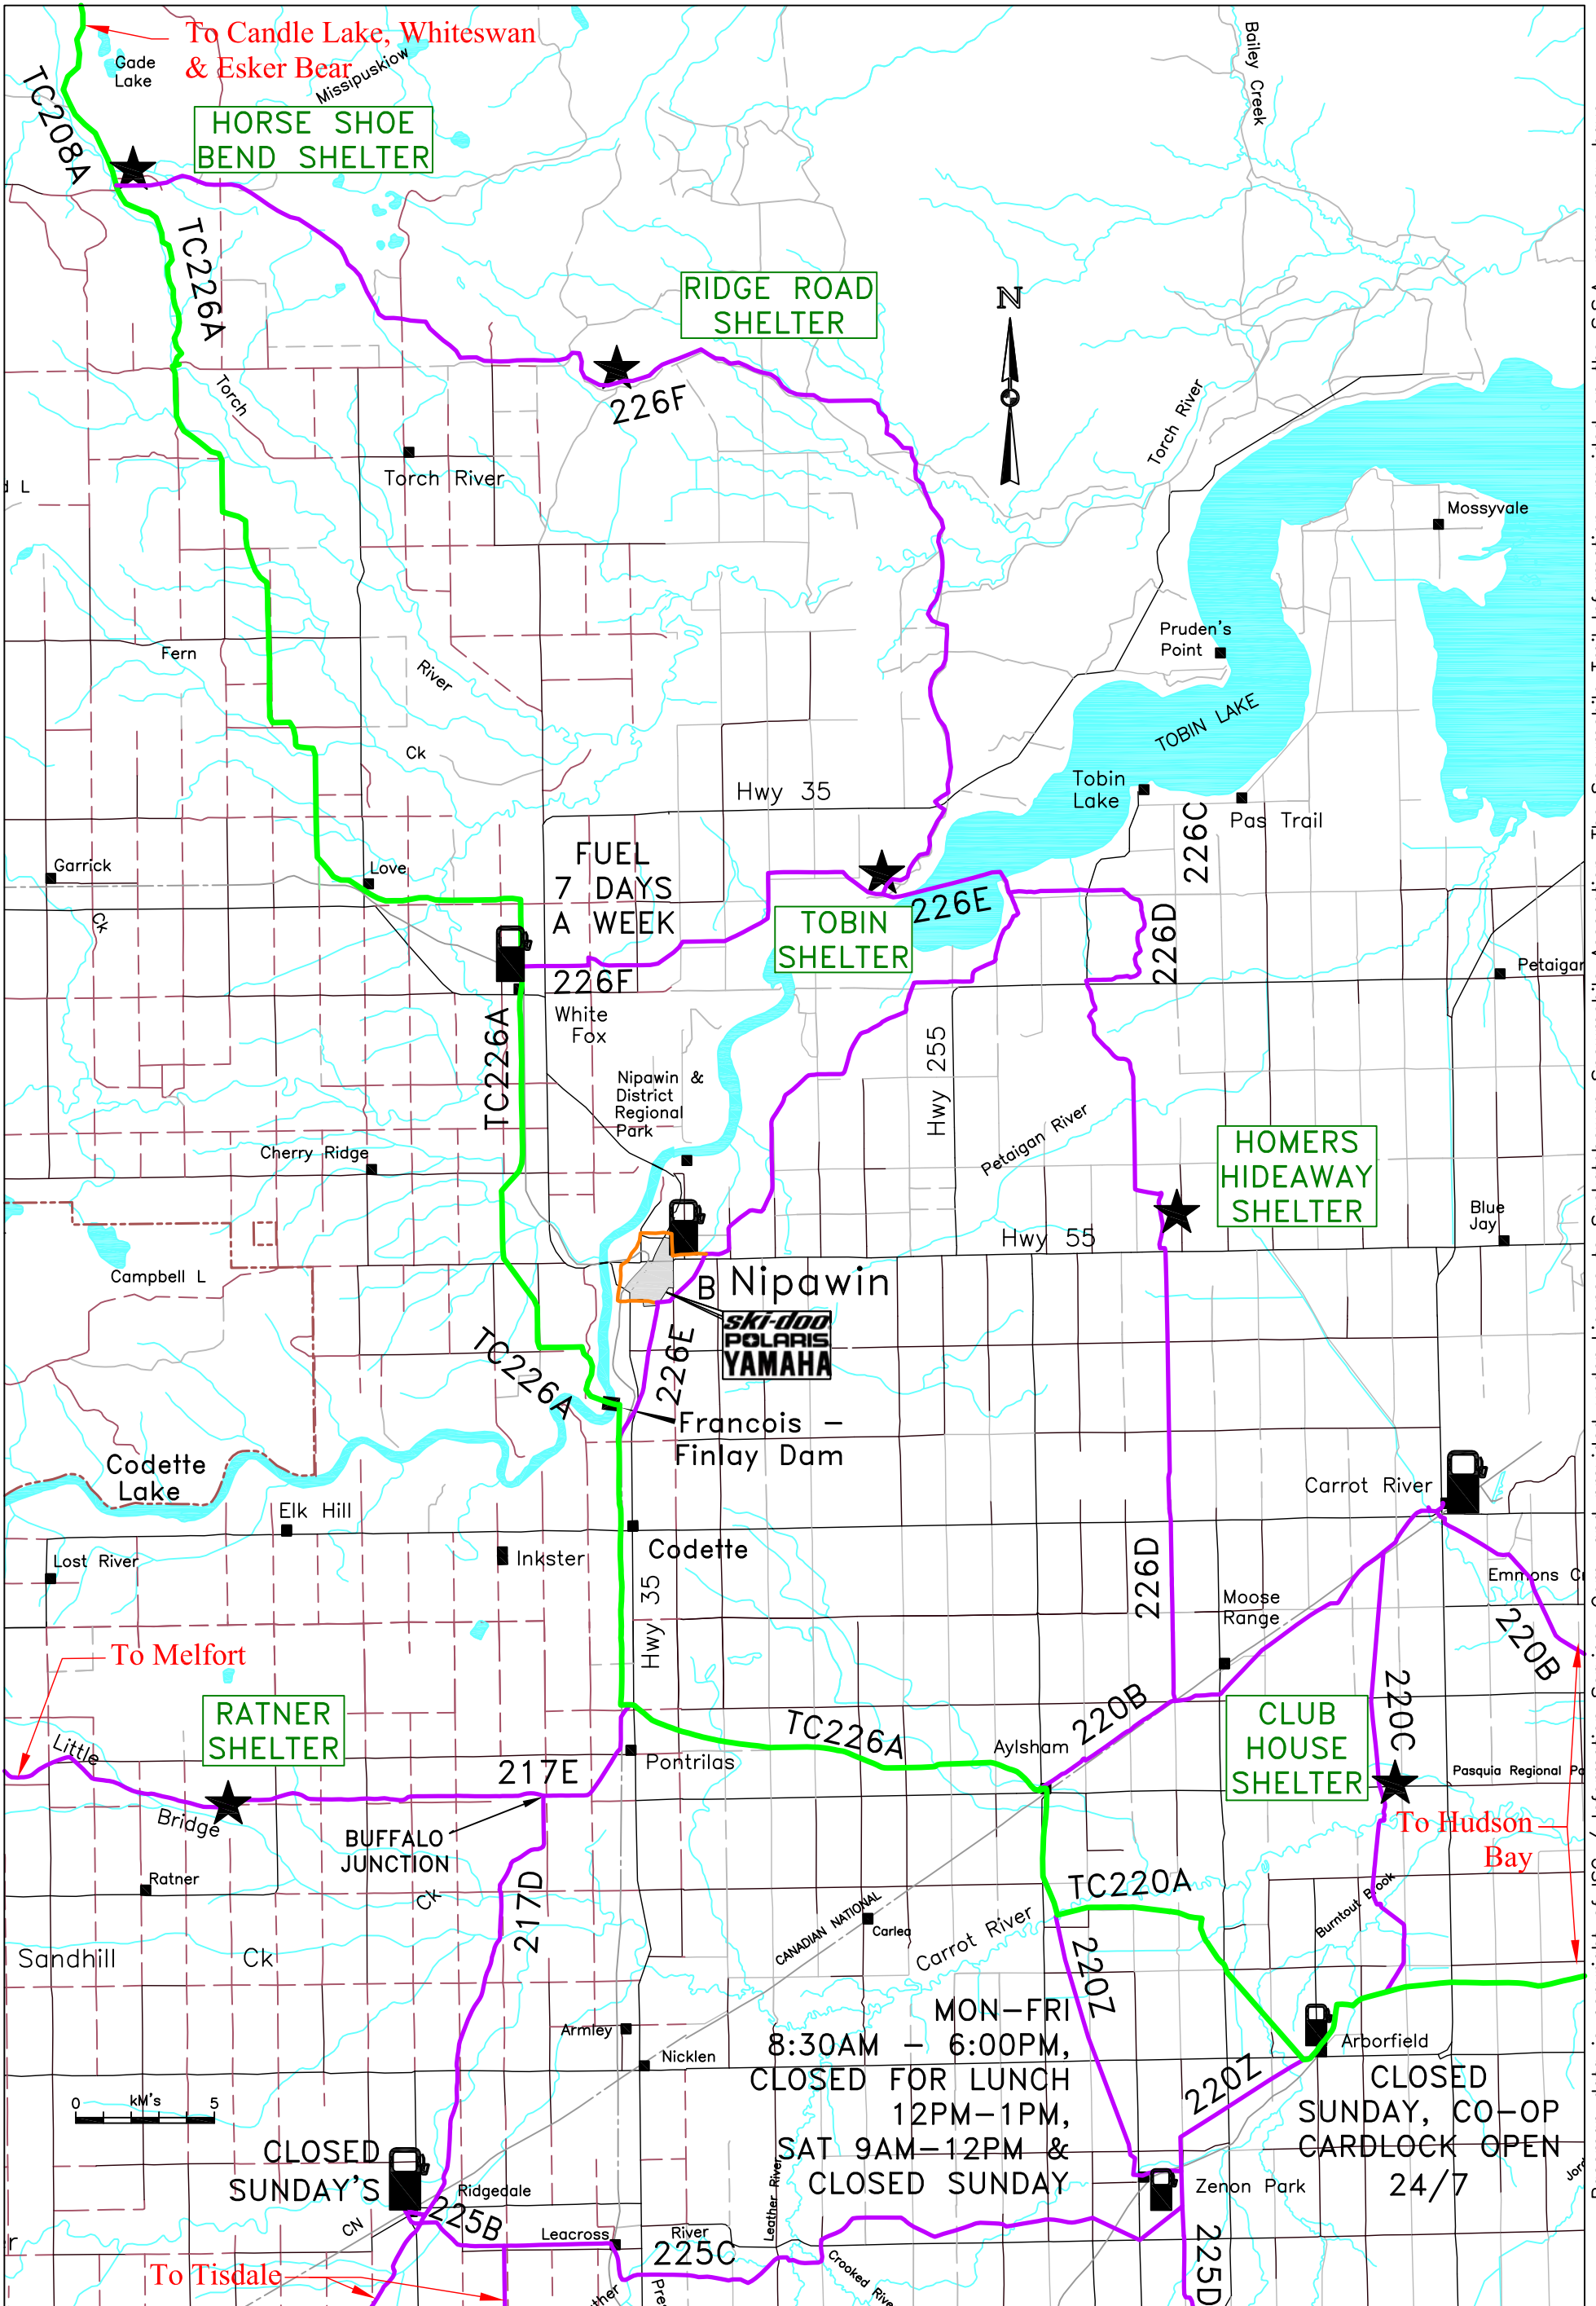 To Candle Lake, Whiteswan
& Esker Bear
Gade
Lake
Missipuskiow
Bailey Creek
TC208A
HORSE SHOE
BEND SHELTER
TC226A
RIDGE ROAD
SHELTER
N
226F
Torch
Torch River
Torch River
Mossyvale
Fern
River
Pruden's
Point
TOBIN LAKE
Ck
Hwy 35
Tobin
Lake
226C
Pas Trail
Garrick
Love
FUEL
7 DAYS
A WEEK
Ck
226E
TOBIN
SHELTER
226D
Petaigan
226F
White
Fox
TC226A
Hwy 255
Nipawin &
District
Regional
Park
Petaigan River
HOMERS
HIDEAWAY
SHELTER
Cherry Ridge
Blue
Jay
Hwy 55
Campbell L
B Nipawin
ski-doo
POLARIS
YAMAHA
TC226A
226E
Francois -
Finlay Dam
Codette
Lake
Carrot River
Elk Hill
Inkster
Codette
Lost River
226D
Emmons
Hwy 35
Moose
Range
220B
To Melfort
RATNER
SHELTER
Little
TC226A
220B
Aylsham
CLUB
HOUSE
SHELTER
220C
217E
Pontrilas
Pasquia Regional
Bridge
BUFFALO
JUNCTION
To Hudson
Bay
Ratner
Ck
217D
TC220A
CANADIAN NATIONAL
Carlea
Carrot River
Burntout Brook
Sandhill
Ck
220Z
MON-FRI
8:30AM - 6:00PM,
CLOSED FOR LUNCH
12PM-1PM,
SAT 9AM-12PM &
CLOSED SUNDAY
Armley
Nicklen
Arborfield
CLOSED
SUNDAY, CO-OP
CARDLOCK OPEN
24/7
220Z
0 kM's 5
CLOSED
SUNDAY'S
Ridgedale
225B
CN
Leacross
River
225C
Leather River
Crooked
Zenon Park
225D
To Tisdale